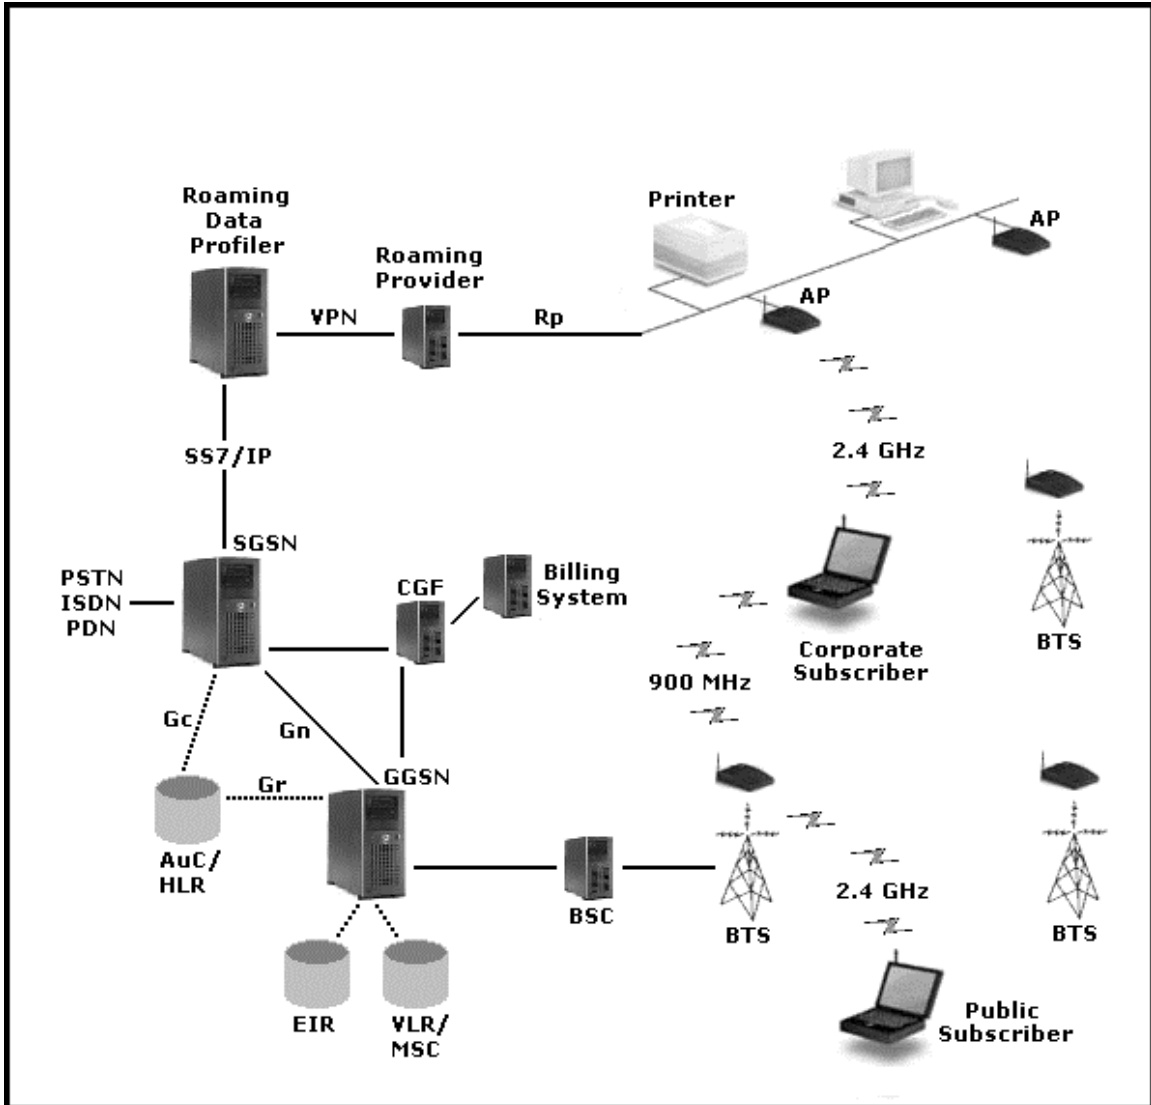 Roaming
Data
Profiler
Roaming
Provider
Printer
AP
AP
VPN
Rp
SS7/IP
2.4 GHz
SGSN
PSTN
ISDN
PDN
CGF
Billing
System
Corporate
Subscriber
BTS
900 MHz
Gc
Gn
Gr
GGSN
AuC/
HLR
BSC
BTS
2.4 GHz
BTS
EIR
VLR/
MSC
Public
Subscriber